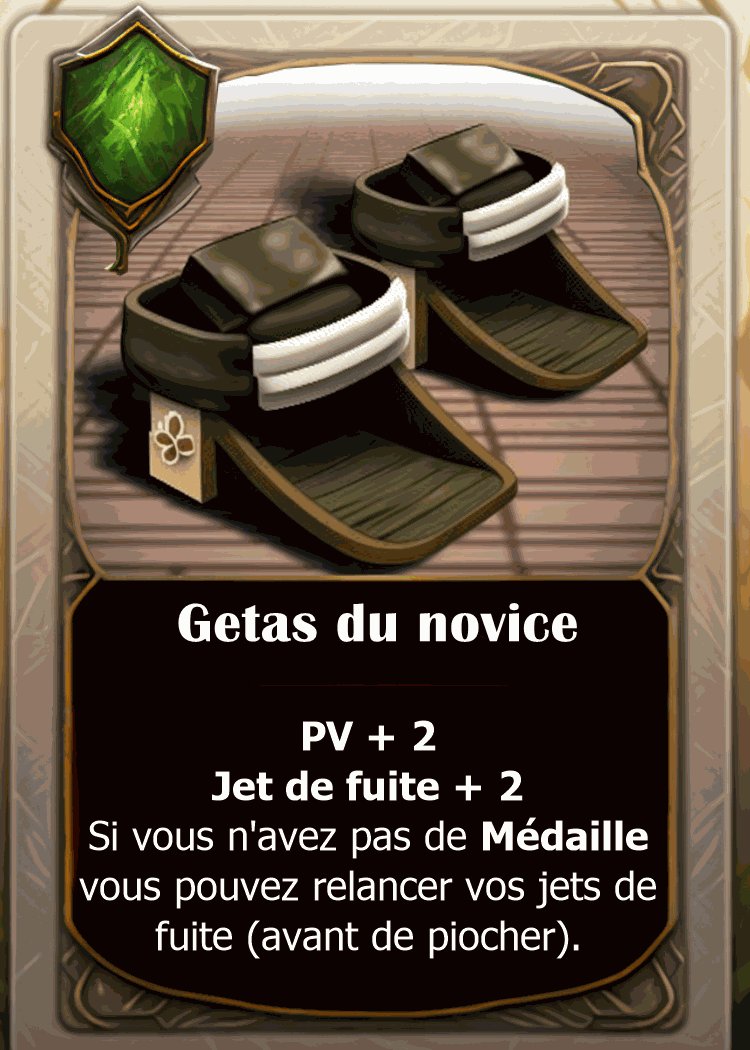 Getas du novice
PV + 2
Jet de fuite + 2
Si vous n'avez pas de Médaille
vous pouvez relancer vos jets de
fuite (avant de piocher).